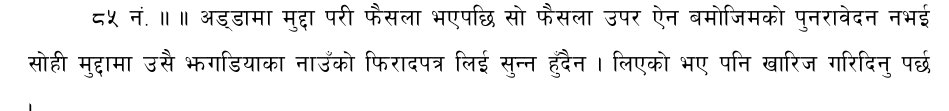 ८५ नं. ॥ ॥ अड्डामा मुद्दा परी फैसला भएपछि सो फैसला उपर ऐन बमोजिमको पुनरावेदन नभई
सोही मुद्दामा उसै झगडियाका नाउँको फिरादपत्र लिई सुन्न हुँदैन । लिएको भए पनि खारिज गरिदिनु पर्छ
।